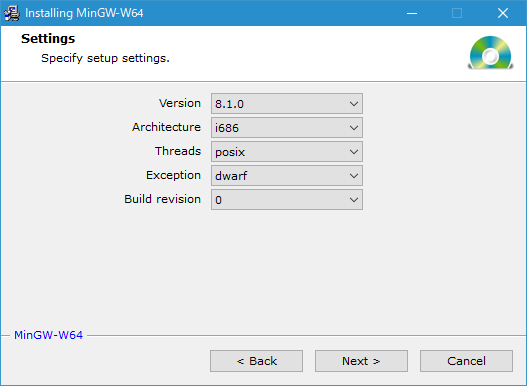 Installing MinGW-W64
Settings
Specify setup settings.
Version 8.1.0
Architecture i686
Threads posix
Exception dwarf
Build revision 0
MinGW-W64
< Back Next > Cancel